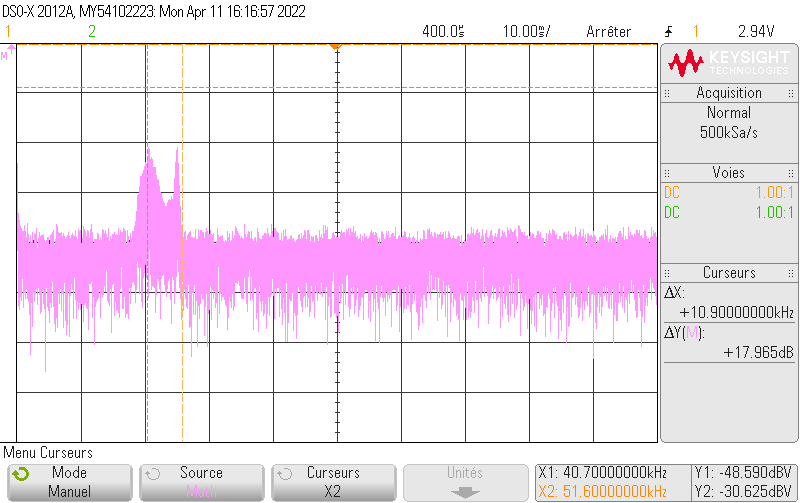 DSO-X 2012A, MY54102223: Mon Apr 11 16:16:57 2022
1 2 400.0s 10.00s/ Arrêter 1 2.94V
M
KEYSIGHT
TECHNOLOGIES
Acquisition
Normal
500kSa/s
Voies
DC 1.00:1
DC 1.00:1
Curseurs
ΔX:
+10.90000000kHz
ΔY(M):
+17.965dB
Menu Curseurs
Mode
Manuel
Source
Math
Curseurs
X2
Unités
X1: 40.7000000kHz
X2: 51.6000000kHz
Y1: -48.590dBV
Y2: -30.625dBV